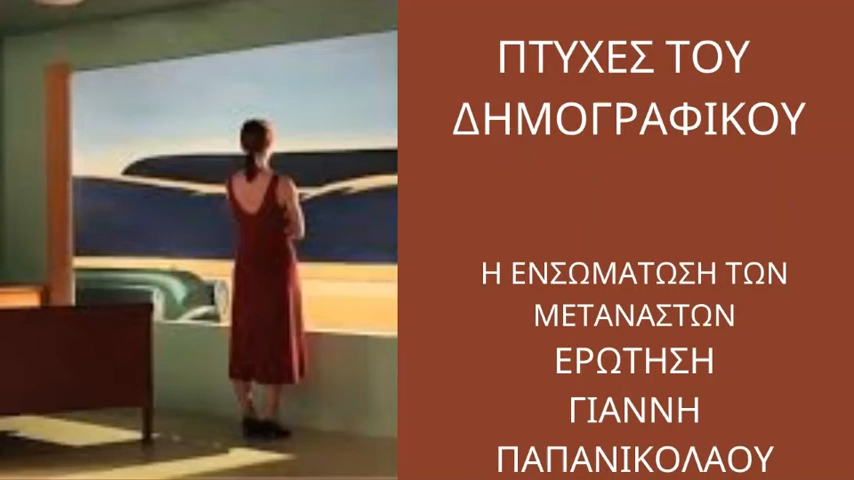 ΠΤΥΧΕΣ ΤΟΥ
ΔΗΜΟΓΡΑΦΙΚΟΥ
Η ΕΝΣΩΜΑΤΩΣΗ ΤΩΝ
ΜΕΤΑΝΑΣΤΩΝ
ΕΡΩΤΗΣΗ
ΓΙΑΝΝΗ
ΠΑΠΑΝΙΚΟΛΑΟΥ